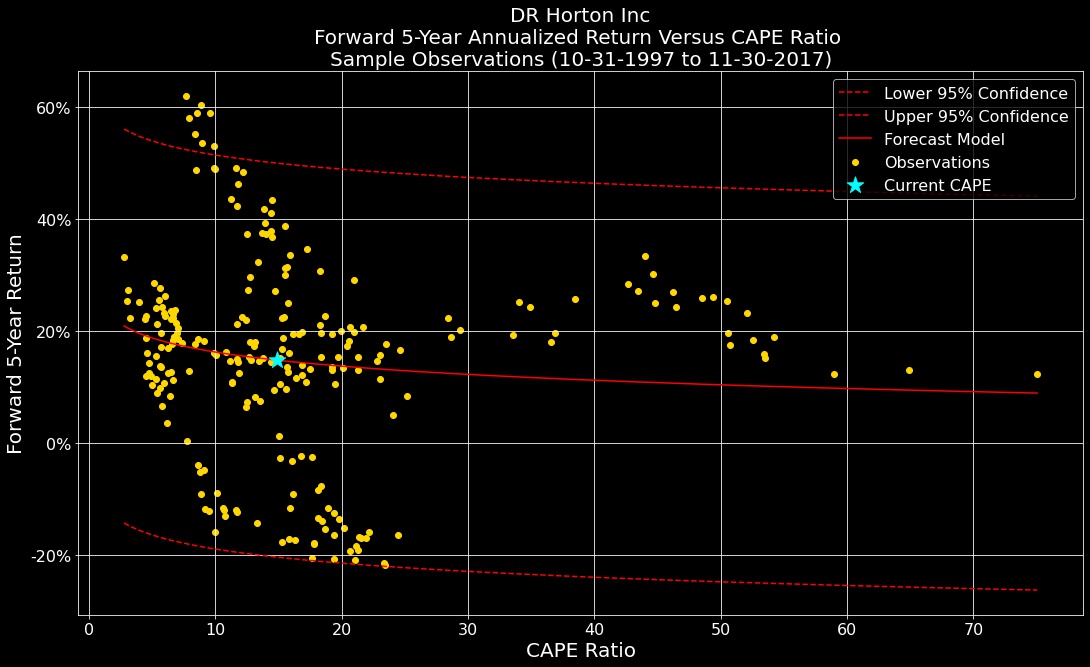 DR Horton Inc
Forward 5-Year Annualized Return Versus CAPE Ratio
Sample Observations (10-31-1997 to 11-30-2017)
Lower 95% Confidence
Upper 95% Confidence
Forecast Model
Observations
Current CAPE
Forward 5-Year Return
60%
40%
20%
0%
-20%
0 10 20 30 40 50 60 70
CAPE Ratio